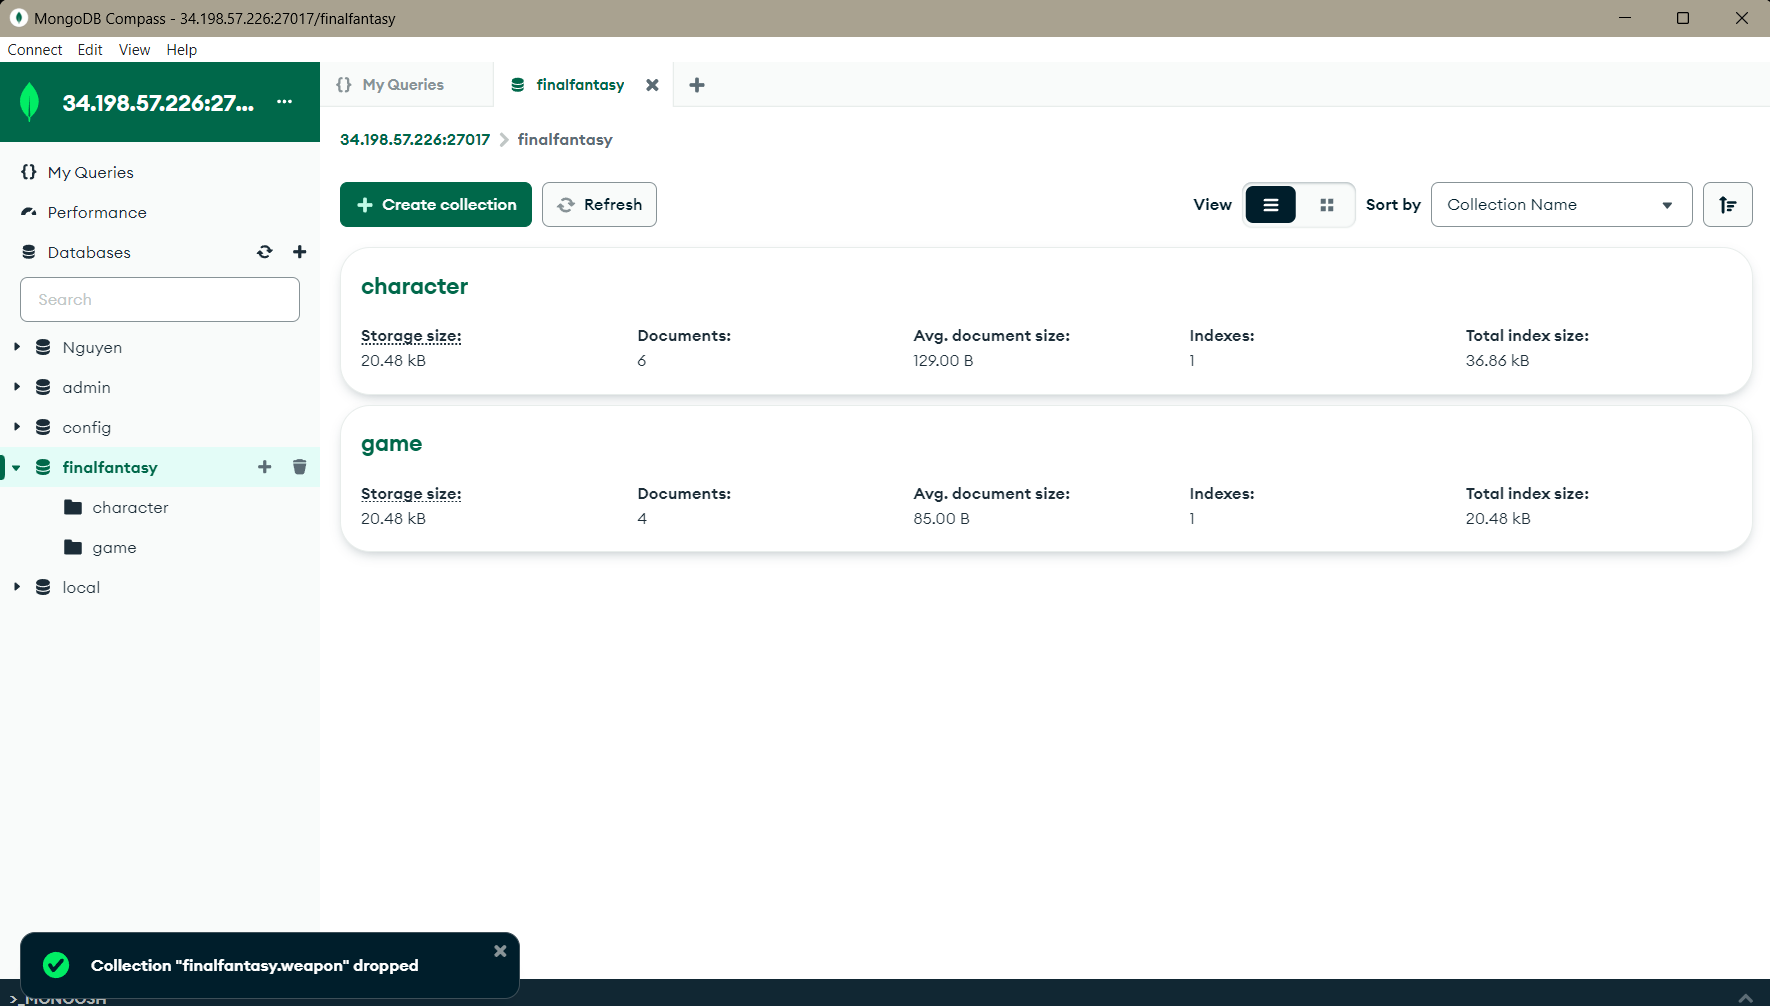 MongoDB Compass - 34.198.57.226:27017/finalfantasy
Connect Edit View Help
34.198.57.226:27... ...
{} My Queries
Performance
Databases
Search
Nguyen
admin
config
finalfantasy
character
game
local
{} My Queries
finalfantasy
34.198.57.226:27017 > finalfantasy
Create collection
Refresh
View
Sort by
Collection Name
character
Storage size: Documents: Avg. document size: Indexes: Total index size:
20.48 kB 6 129.00 B 1 36.86 kB
game
Storage size: Documents: Avg. document size: Indexes: Total index size:
20.48 kB 4 85.00 B 1 20.48 kB
Collection "finalfantasy.weapon" dropped
>_MONGOSH